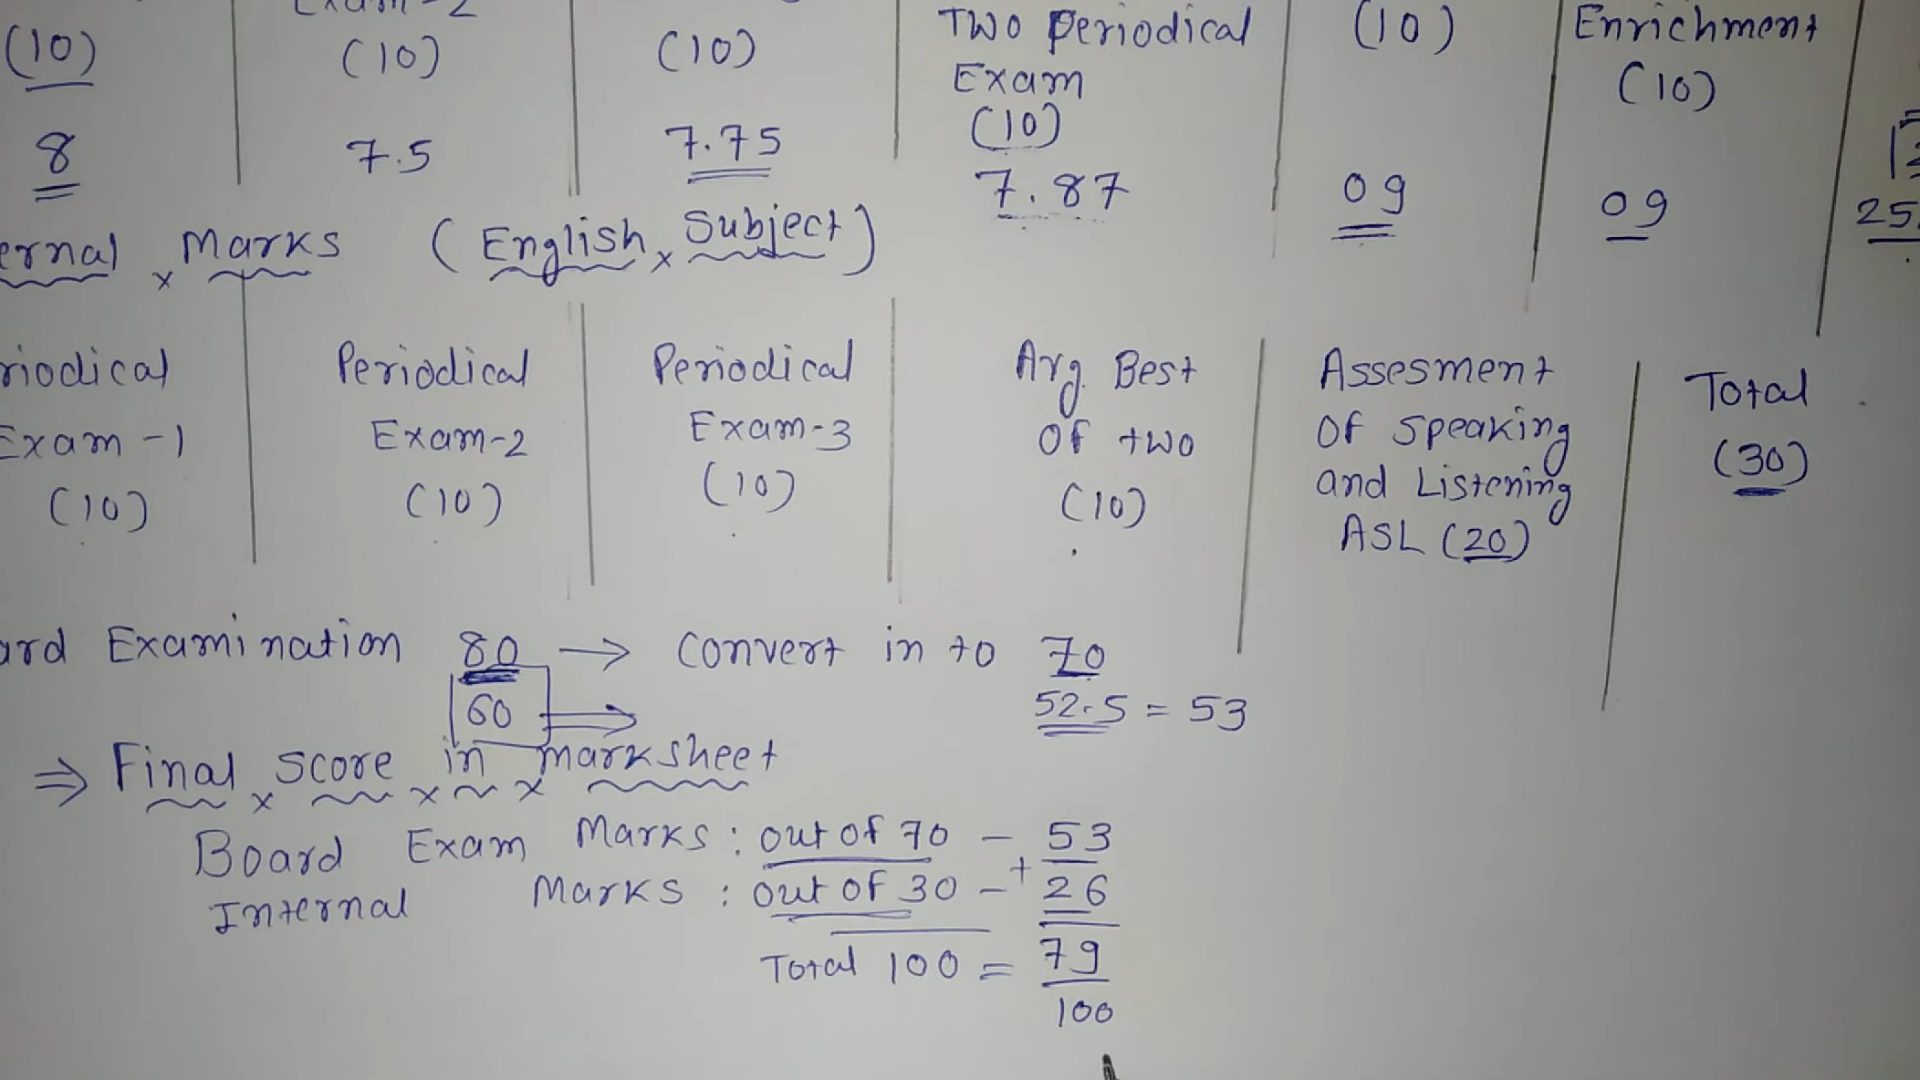 (10) | (10) | (10) | Two Periodical Exam (10) | (10) | Enrichment (10)
8 | 7.5 | 7.75 | 7.87 | 09 | 09 | 25.
ernal Marks (English Subject)
riodical Exam-1 (10) | Periodical Exam-2 (10) | Periodical Exam-3 (10) | Avg. Best Of two (10) | Assesment Of Speaking and Listening ASL (20) | Total (30)
ard Examination 80 → convert in to 70
60 ⇒ 52.5 = 53
⇒ Final score in marksheet
Board Exam Marks : out of 70 - 53
Internal Marks : out of 30 - + 26
Total 100 = 79
100